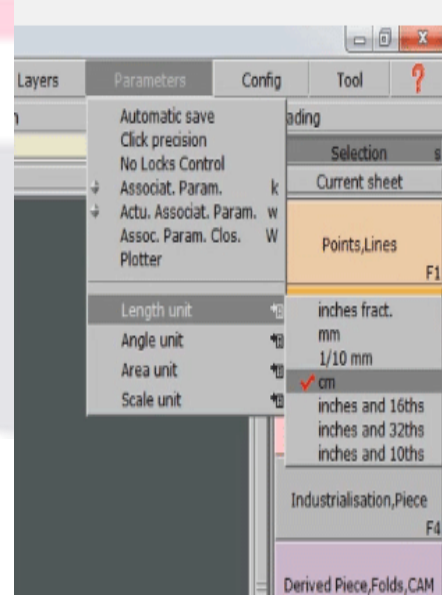 Layers Parameters Config Tool ?
n ading
Automatic save
Click precision
No Locks Control
Associat. Param. k
Actu. Associat. Param. w
Assoc. Param. Clos. W
Plotter
Length unit
Angle unit
Area unit
Scale unit
Selection s
Current sheet
Points,Lines
F1
inches fract.
mm
1/10 mm
cm
inches and 16ths
inches and 32ths
inches and 10ths
Industrialisation,Piece
F4
Derived Piece,Folds,CAM